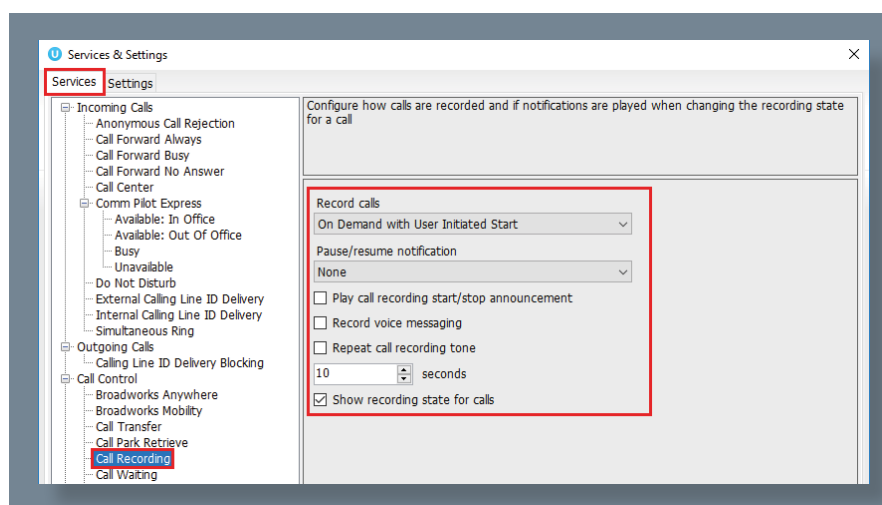 U Services & Settings
Services Settings
Incoming Calls
Anonymous Call Rejection
Call Forward Always
Call Forward Busy
Call Forward No Answer
Call Center
Comm Pilot Express
Available: In Office
Available: Out Of Office
Busy
Unavailable
Do Not Disturb
External Calling Line ID Delivery
Internal Calling Line ID Delivery
Simultaneous Ring
Outgoing Calls
Calling Line ID Delivery Blocking
Call Control
Broadworks Anywhere
Broadworks Mobility
Call Transfer
Call Park Retrieve
Call Recording
Call Waiting
Configure how calls are recorded and if notifications are played when changing the recording state
for a call
Record calls
On Demand with User Initiated Start
Pause/resume notification
None
Play call recording start/stop announcement
Record voice messaging
Repeat call recording tone
10 seconds
Show recording state for calls